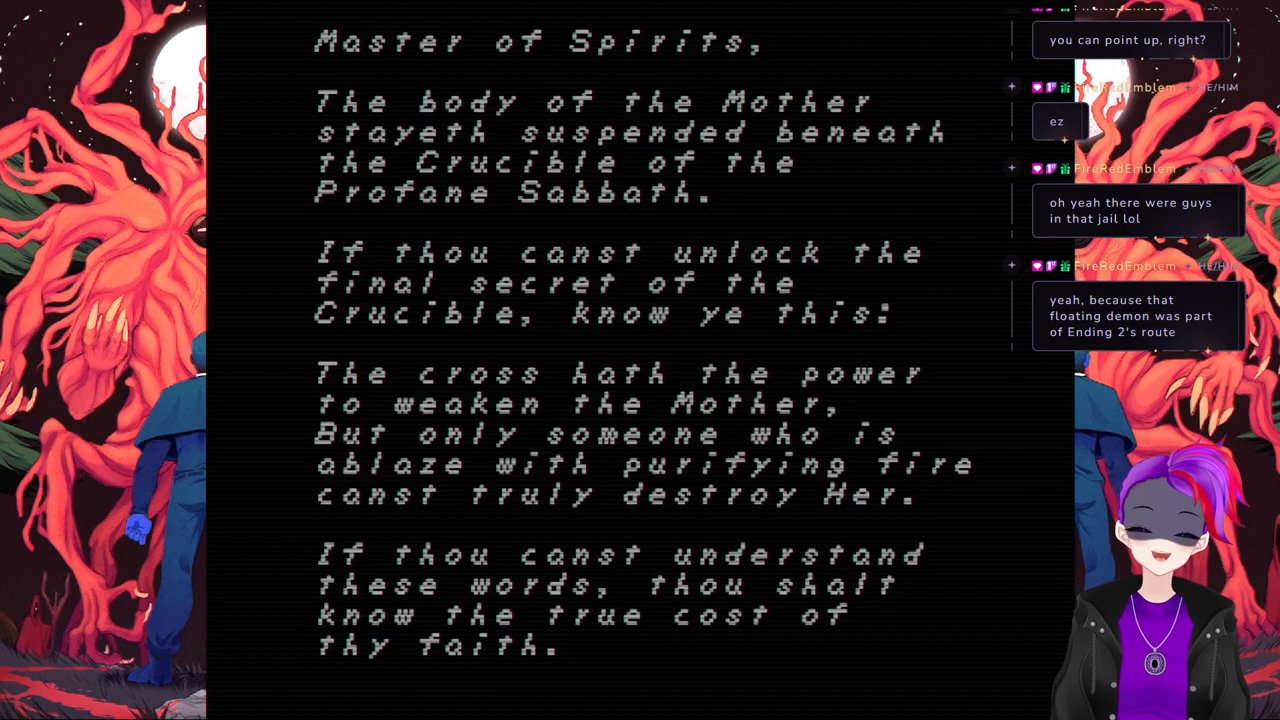 Master of Spirits,
The body of the Mother
stayeth suspended beneath
the Crucible of the
Profane Sabbath.
If thou canst unlock the
final secret of the
Crucible, know ye this:
The cross hath the power
to weaken the Mother,
But only someone who is
ablaze with purifying fire
canst truly destroy Her.
If thou canst understand
these words, thou shalt
know the true cost of
thy faith.
you can point up, right?
FireRedEmblem HE/HIM
ez
FireRedEmblem
oh yeah there were guys
in that jail lol
FireRedEmblem HE/HIM
yeah, because that
floating demon was part
of Ending 2's route